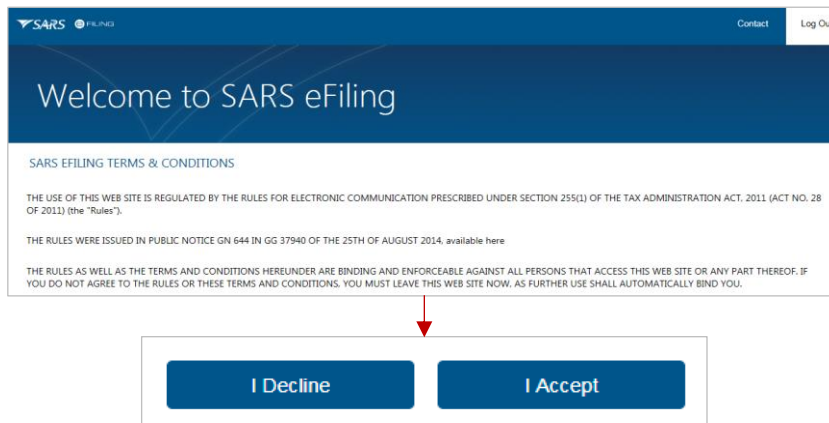 SARS eFILING
Contact
Log Ou
Welcome to SARS eFiling
SARS EFILING TERMS & CONDITIONS
THE USE OF THIS WEB SITE IS REGULATED BY THE RULES FOR ELECTRONIC COMMUNICATION PRESCRIBED UNDER SECTION 255(1) OF THE TAX ADMINISTRATION ACT, 2011 (ACT NO. 28
OF 2011) (the "Rules").
THE RULES WERE ISSUED IN PUBLIC NOTICE GN 644 IN GG 37940 OF THE 25TH OF AUGUST 2014, available here
THE RULES AS WELL AS THE TERMS AND CONDITIONS HEREUNDER ARE BINDING AND ENFORCEABLE AGAINST ALL PERSONS THAT ACCESS THIS WEB SITE OR ANY PART THEREOF. IF
YOU DO NOT AGREE TO THE RULES OR THESE TERMS AND CONDITIONS, YOU MUST LEAVE THIS WEB SITE NOW. AS FURTHER USE SHALL AUTOMATICALLY BIND YOU.
I Decline
I Accept